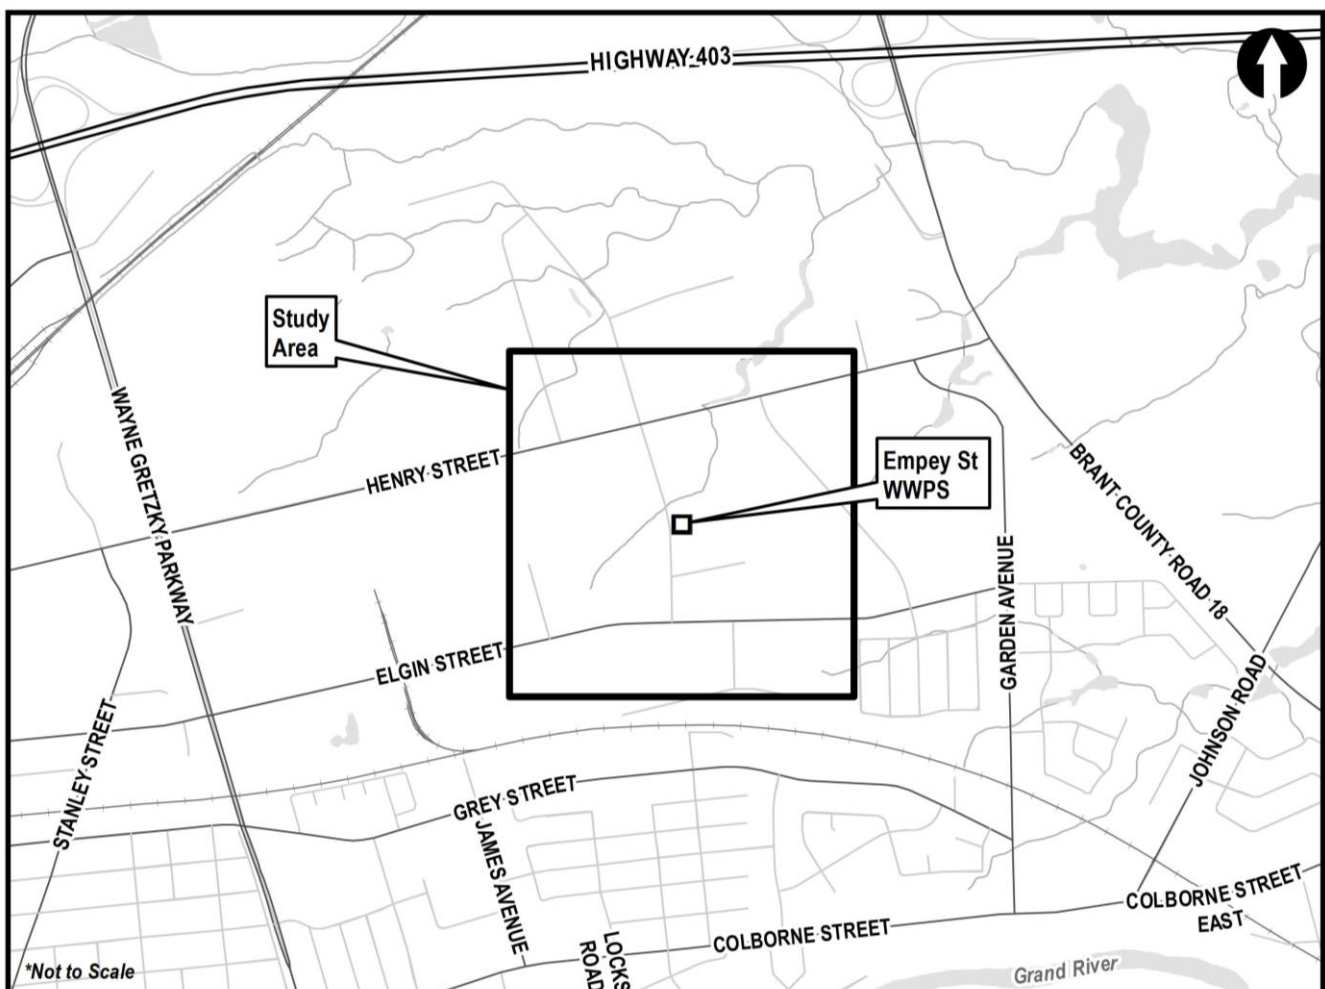 HIGHWAY 403
Study
Area
WAYNE GRETZKY PARKWAY
HENRY STREET
Empey St
WWPS
BRANT COUNTY ROAD 18
GARDEN AVENUE
ELGIN STREET
JOHNSON ROAD
STANLEY STREET
GREY STREET
JAMES AVENUE
COLBORNE STREET
EAST
COLBORNE STREET
LOCKS
ROAD
Grand River
*Not to Scale